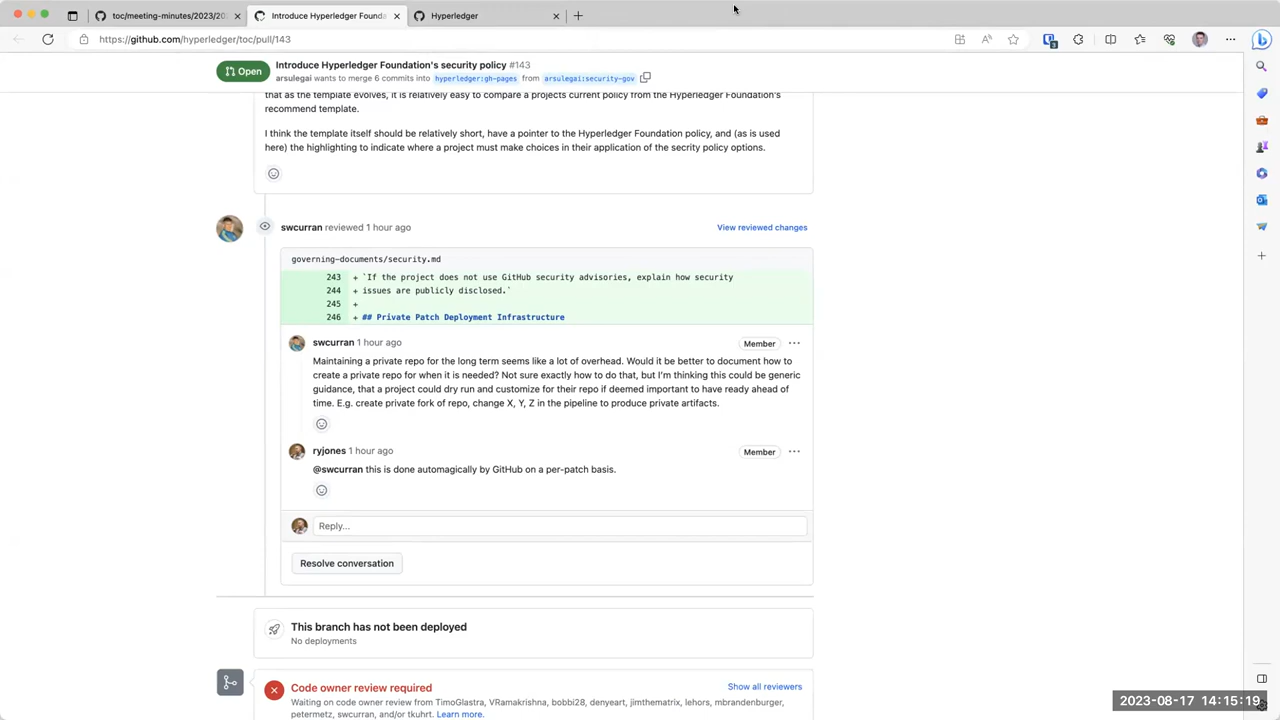 toc/meeting-minutes/2023/20
Introduce Hyperledger Founda
Hyperledger
https://github.com/hyperledger/toc/pull/143
3
Open
Introduce Hyperledger Foundation's security policy #143
arsulegai wants to merge 6 commits into hyperledger:gh-pages from arsulegai:security-gov
that as the template evolves, it is relatively easy to compare a projects current policy from the Hyperledger Foundation's
recommend template.
I think the template itself should be relatively short, have a pointer to the Hyperledger Foundation policy, and (as is used
here) the highlighting to indicate where a project must make choices in their application of the secrity policy options.
swcurran reviewed 1 hour ago
View reviewed changes
governing-documents/security.md
243 + `If the project does not use GitHub security advisories, explain how security
244 + issues are publicly disclosed.`
245 +
246 + ## Private Patch Deployment Infrastructure
swcurran 1 hour ago
Member
Maintaining a private repo for the long term seems like a lot of overhead. Would it be better to document how to
create a private repo for when it is needed? Not sure exactly how to do that, but I'm thinking this could be generic
guidance, that a project could dry run and customize for their repo if deemed important to have ready ahead of
time. E.g. create private fork of repo, change X, Y, Z in the pipeline to produce private artifacts.
ryjones 1 hour ago
Member
@swcurran this is done automagically by GitHub on a per-patch basis.
Reply...
Resolve conversation
This branch has not been deployed
No deployments
Code owner review required
Show all reviewers
Waiting on code owner review from TimoGlastra, VRamakrishna, bobbi28, denyeart, jimthematrix, lehors, mbrandenburger,
petermetz, swcurran, and/or tkuhrt. Learn more.
2023-08-17 14:15:19